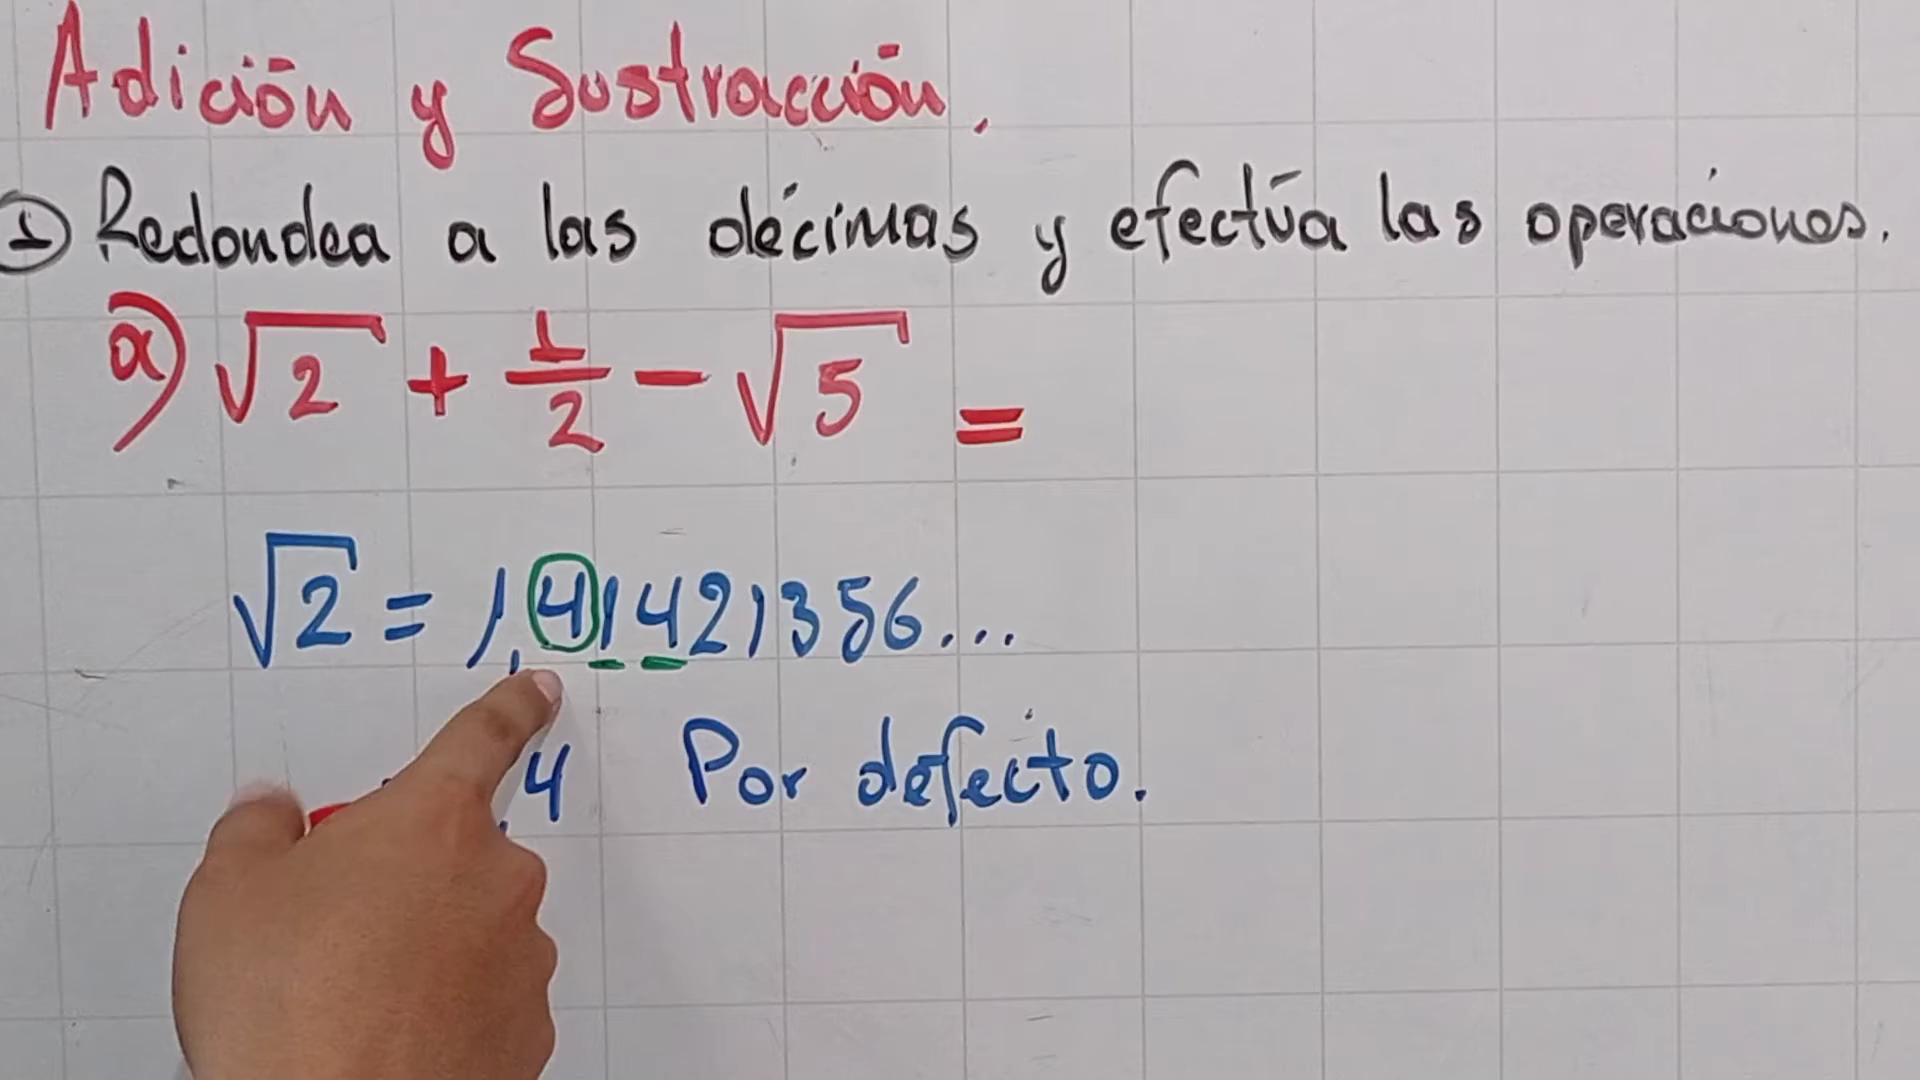 Adición y Sustracción.
① Redondea a las décimas y efectúa las operaciones.
a) √2 + 1/2 - √5 =
√2 = 1,41421356...
,4 Por defecto.